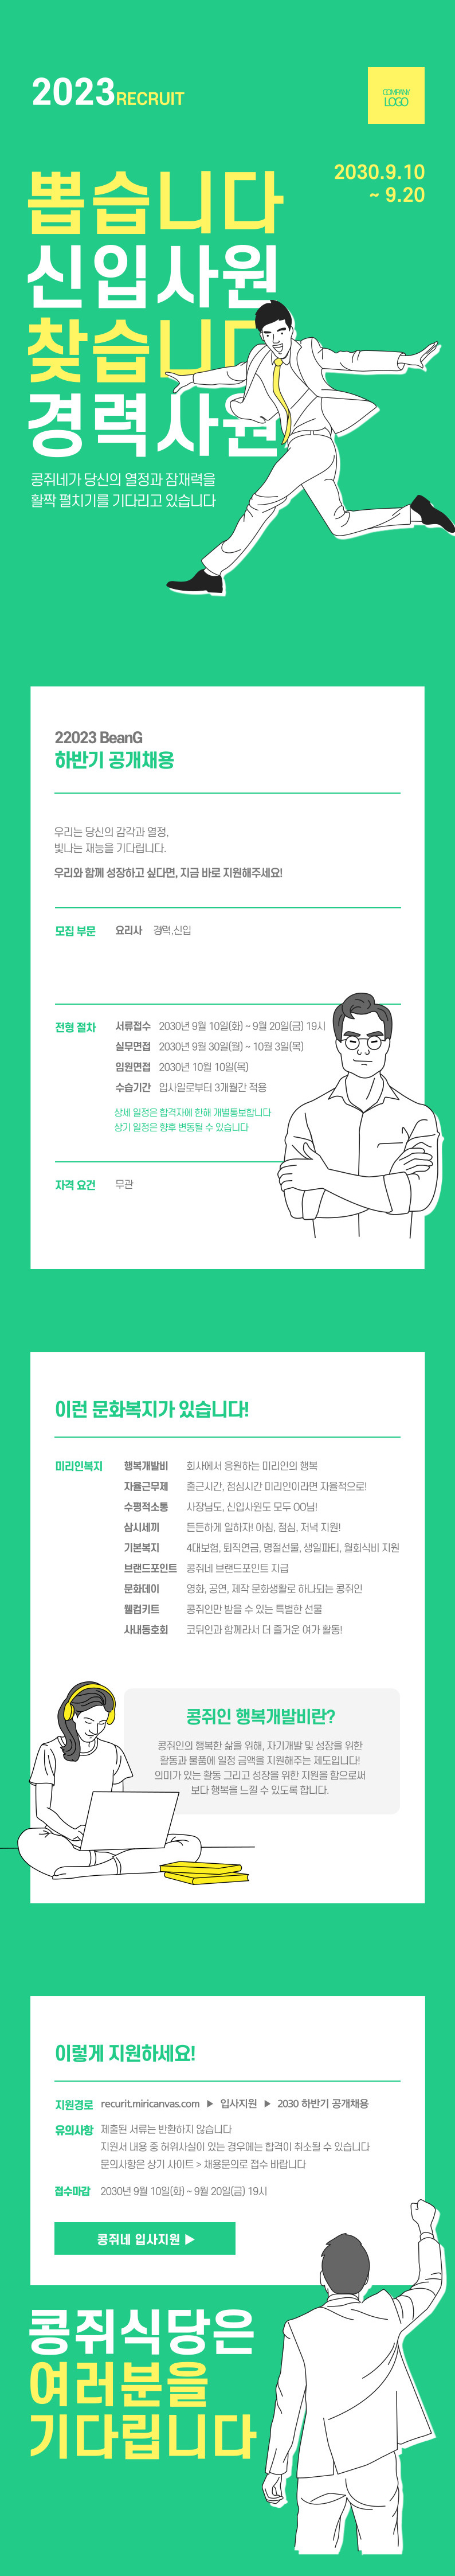 2023RECRUIT
COMPANY
LOGO
2030.9.10
~ 9.20
뽑습니다
신입사원
찾습니다
경력사원
콩쥐네가 당신의 열정과 잠재력을
활짝 펼치기를 기다리고 있습니다
22023 BeanG
하반기 공개채용
우리는 당신의 감각과 열정,
빛나는 재능을 기다립니다.
우리와 함께 성장하고 싶다면, 지금 바로 지원해주세요!
모집 부문 요리사 경력,신입
전형 절차 서류접수 2030년 9월 10일(화) ~ 9월 20일(금) 19시
실무면접 2030년 9월 30일(월) ~ 10월 3일(목)
임원면접 2030년 10월 10일(목)
수습기간 입사일로부터 3개월간 적용
상세 일정은 합격자에 한해 개별통보합니다
상기 일정은 향후 변동될 수 있습니다
자격 요건 무관
이런 문화복지가 있습니다!
미리인복지 행복개발비 회사에서 응원하는 미리인의 행복
자율근무제 출근시간, 점심시간 미리인이라면 자율적으로!
수평적소통 사장님도, 신입사원도 모두 OO님!
삼시세끼 든든하게 일하자! 아침, 점심, 저녁 지원!
기본복지 4대보험, 퇴직연금, 명절선물, 생일파티, 월회식비 지원
브랜드포인트 콩쥐네 브랜드포인트 지급
문화데이 영화, 공연, 제작 문화생활로 하나되는 콩쥐인
웰컴키트 콩쥐인만 받을 수 있는 특별한 선물
사내동호회 코듀인과 함께라서 더 즐거운 여가 활동!
콩쥐인 행복개발비란?
콩쥐인의 행복한 삶을 위해, 자기개발 및 성장을 위한
활동과 물품에 일정 금액을 지원해주는 제도입니다!
의미가 있는 활동 그리고 성장을 위한 지원을 함으로써
보다 행복을 느낄 수 있도록 합니다.
이렇게 지원하세요!
지원경로 recurit.miricanvas.com ▶ 입사지원 ▶ 2030 하반기 공개채용
유의사항 제출된 서류는 반환하지 않습니다
지원서 내용 중 허위사실이 있는 경우에는 합격이 취소될 수 있습니다
문의사항은 상기 사이트 > 채용문의로 접수 바랍니다
접수마감 2030년 9월 10일(화) ~ 9월 20일(금) 19시
콩쥐네 입사지원 ▶
콩쥐식당은
여러분을
기다립니다